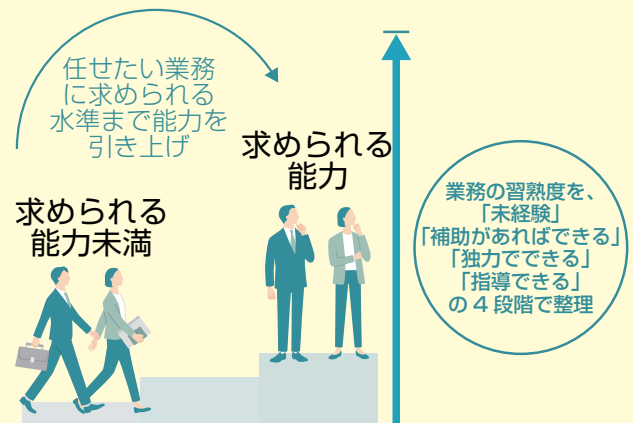 任せたい業務
に求められる
水準まで能力を
引き上げ
求められる
能力
求められる
能力未満
業務の習熟度を、
「未経験」
「補助があればできる」
「独力でできる」
「指導できる」
の4段階で整理